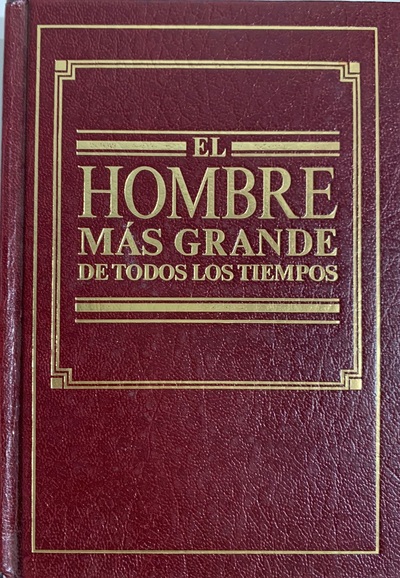 EL
HOMBRE
MÁS GRANDE
DE TODOS LOS TIEMPOS